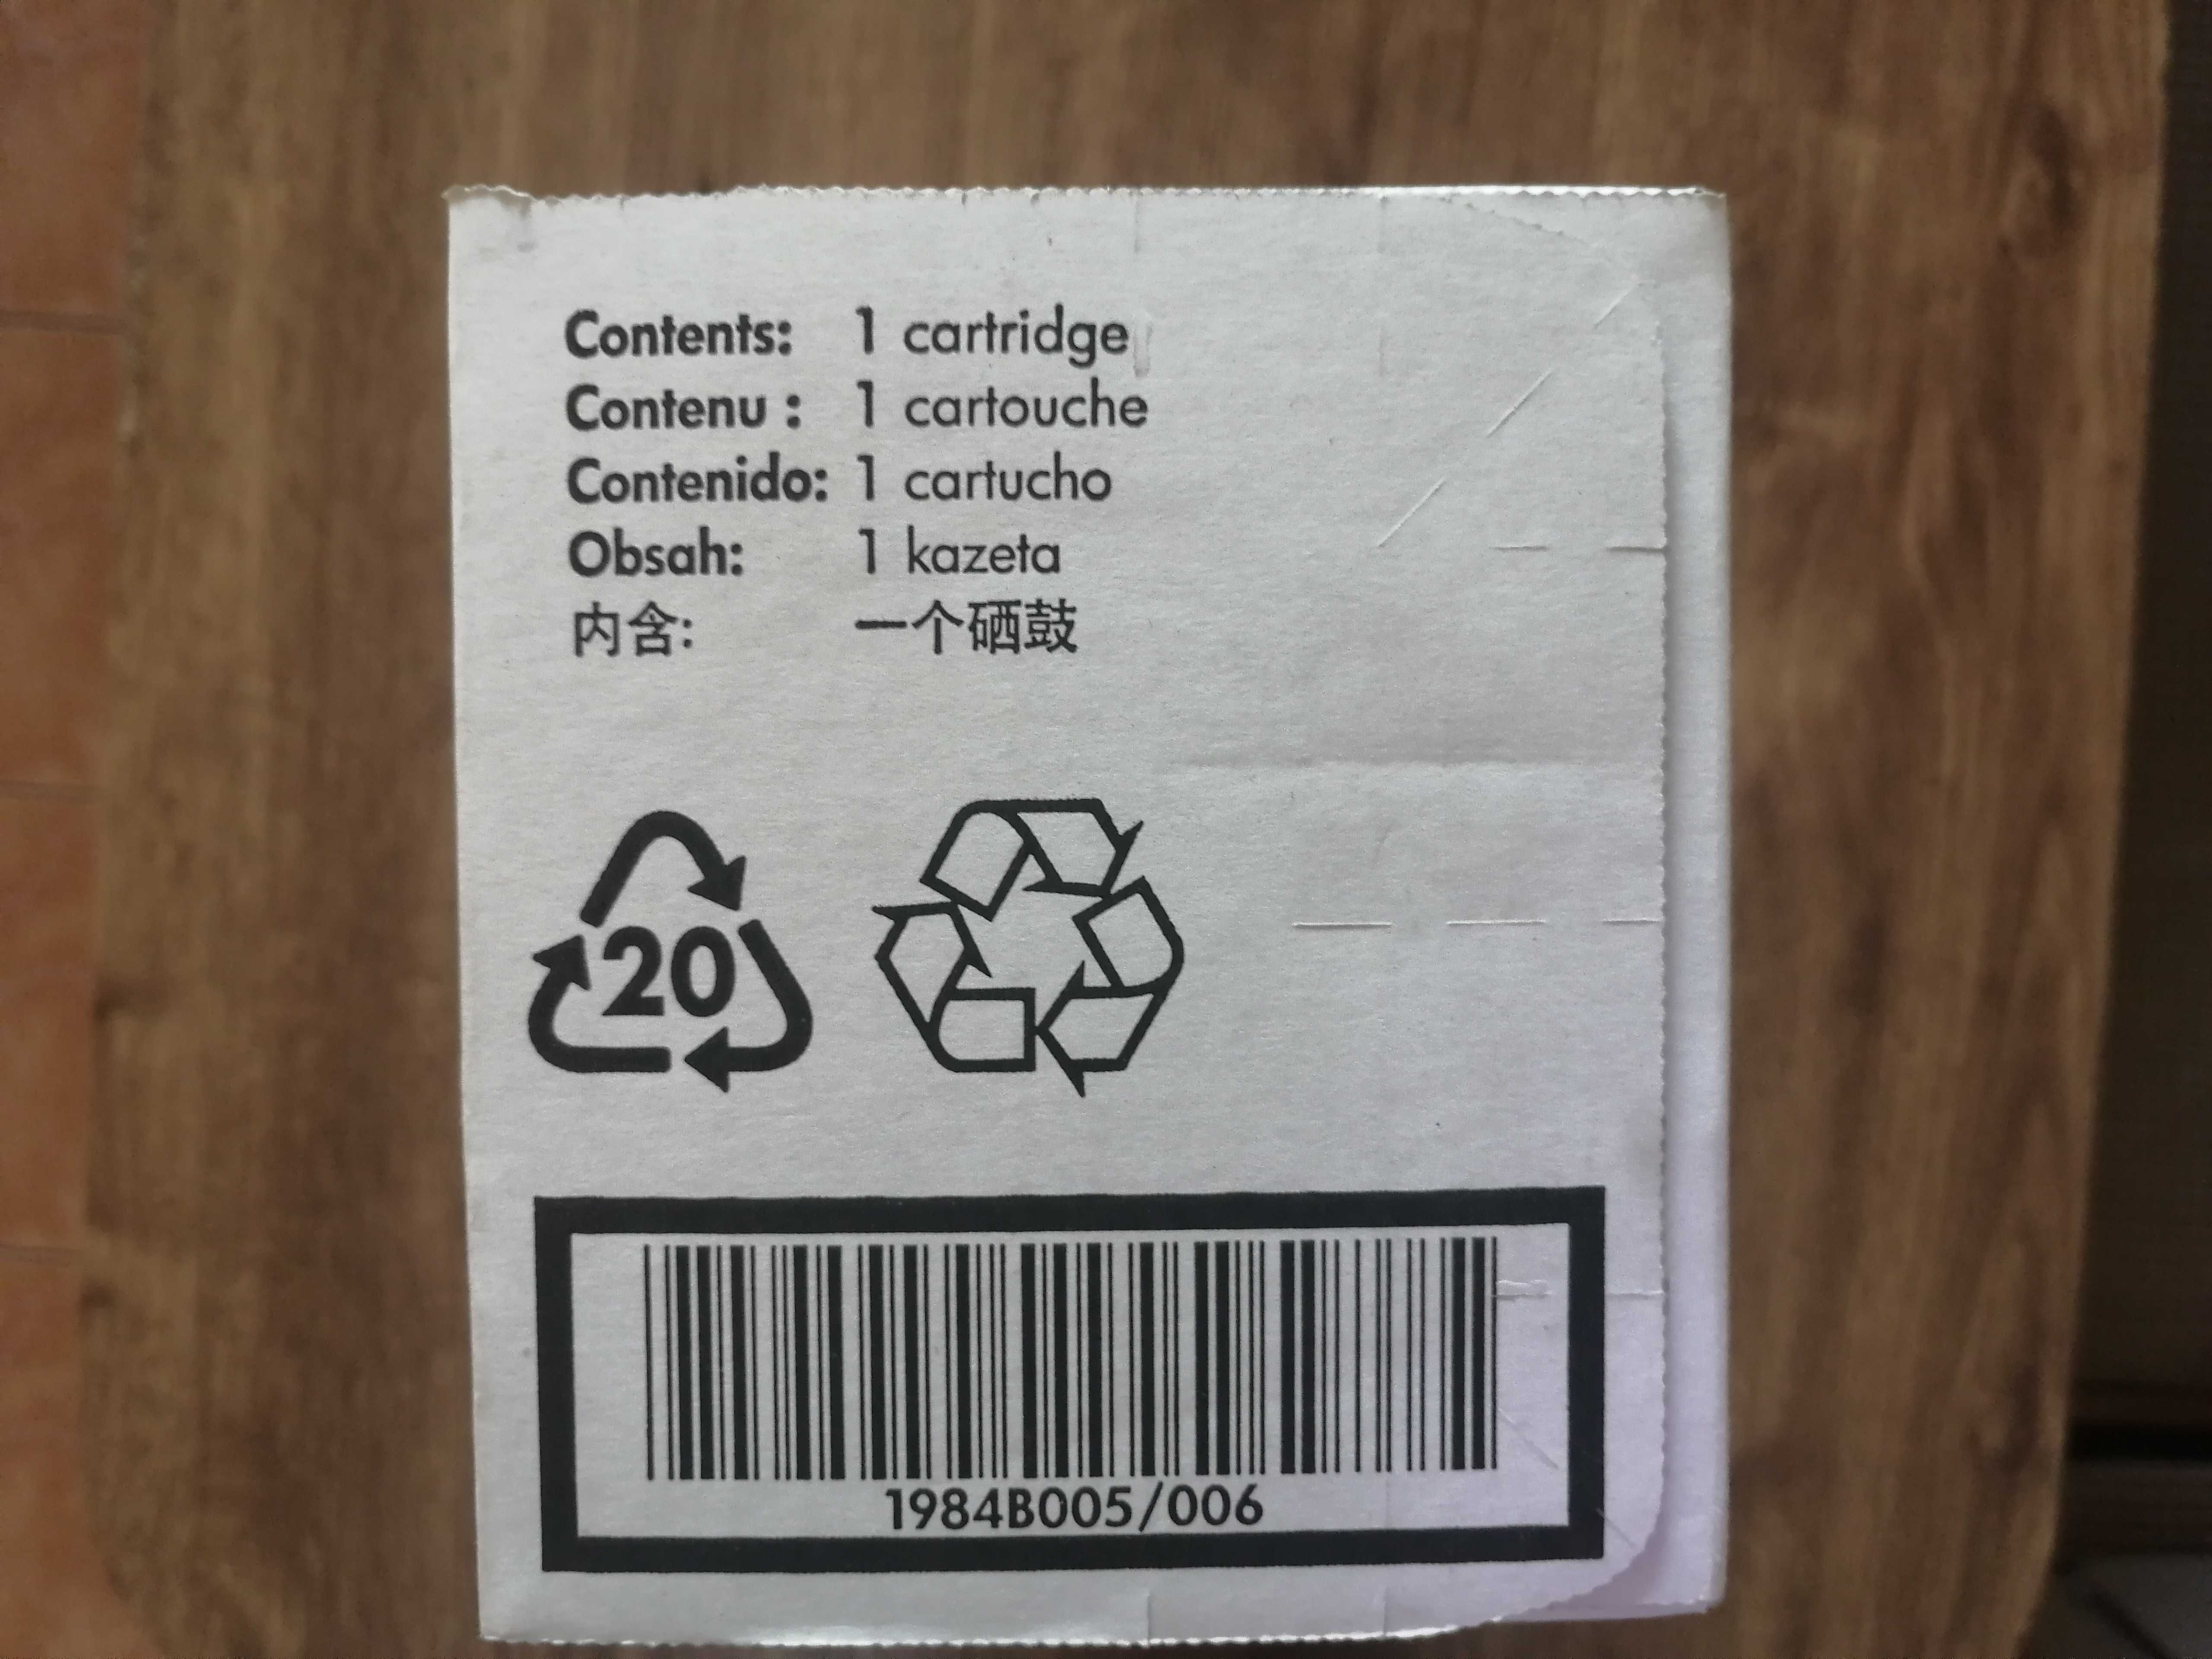 Contents: 1 cartridge
Contenu : 1 cartouche
Contenido: 1 cartucho
Obsah: 1 kazeta
内含: 一个硒鼓
20
1984B005/006